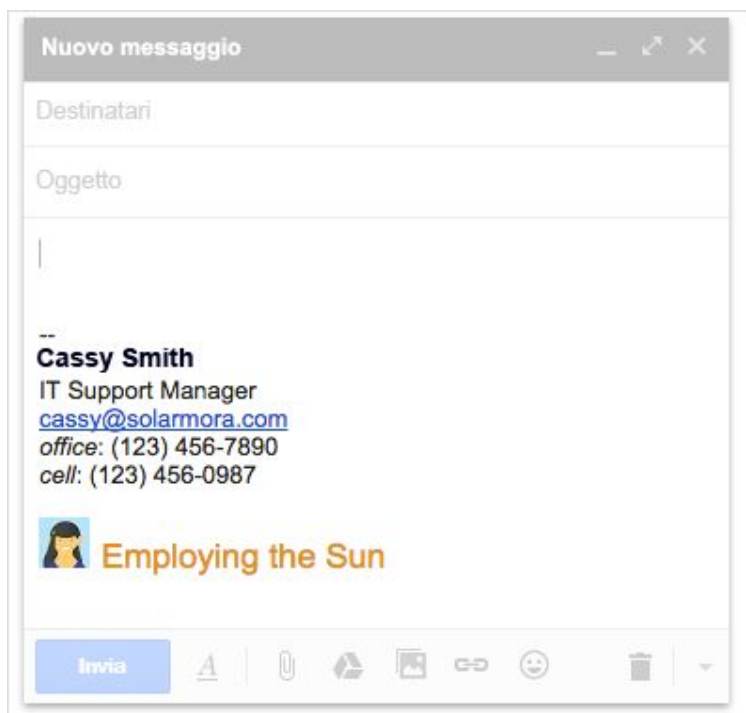 Nuovo messaggio
Destinatari
Oggetto
--
Cassy Smith
IT Support Manager
cassy@solarmora.com
office: (123) 456-7890
cell: (123) 456-0987
Employing the Sun
Invia
A